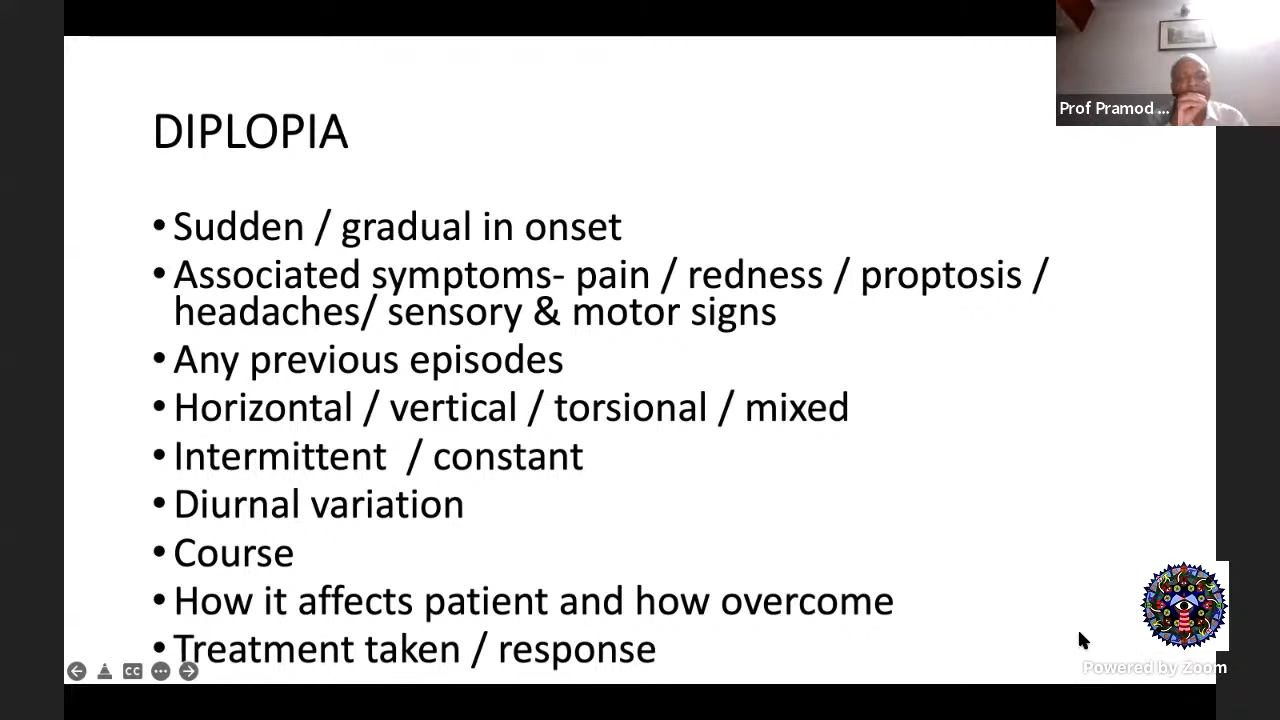 Prof Pramod ...
DIPLOPIA
• Sudden / gradual in onset
• Associated symptoms- pain / redness / proptosis /
headaches/ sensory & motor signs
• Any previous episodes
• Horizontal / vertical / torsional / mixed
• Intermittent / constant
• Diurnal variation
• Course
• How it affects patient and how overcome
• Treatment taken / response
CC
Powered by Zoom